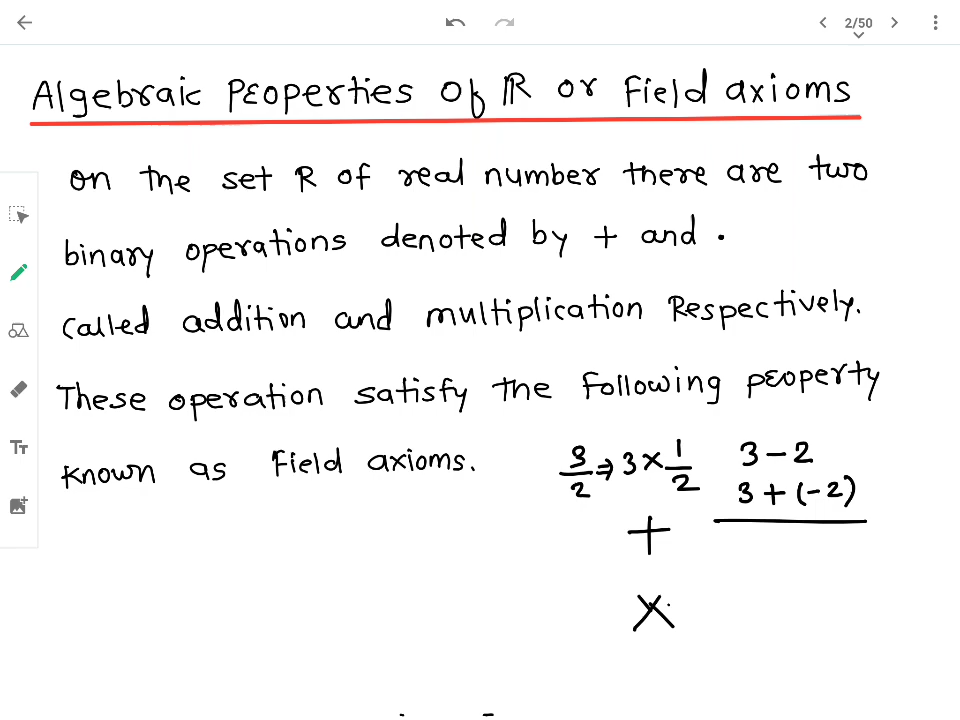 2/50
Algebraic Properties Of ℝ or Field axioms
on the set R of real number there are two
binary operations denoted by + and .
called addition and multiplication Respectively.
These operation satisfy the following property
known as Field axioms.
3/2 ⇒ 3 × 1/2
3 - 2
3 + (-2)
+
×
Tт